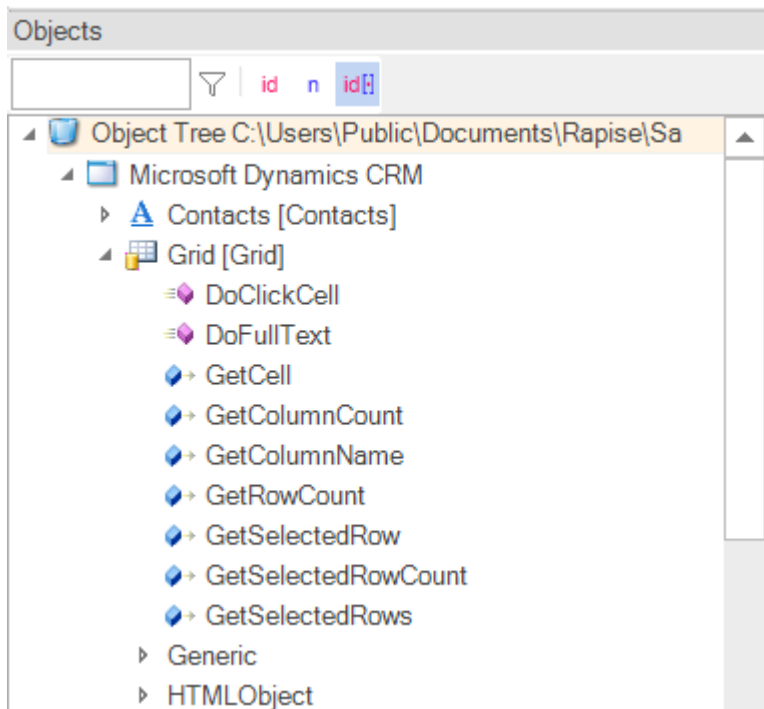 Objects
id n id[·]
Object Tree C:\Users\Public\Documents\Rapise\Sa
Microsoft Dynamics CRM
A Contacts [Contacts]
Grid [Grid]
DoClickCell
DoFullText
GetCell
GetColumnCount
GetColumnName
GetRowCount
GetSelectedRow
GetSelectedRowCount
GetSelectedRows
Generic
HTMLObject